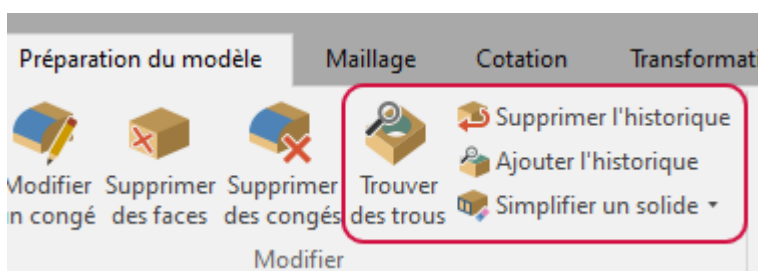 Préparation du modèle Maillage Cotation
Modifier Supprimer Supprimer Trouver Supprimer l'historique
des faces des congés des trous Ajouter l'historique
congé Simplifier un solide
Modifier